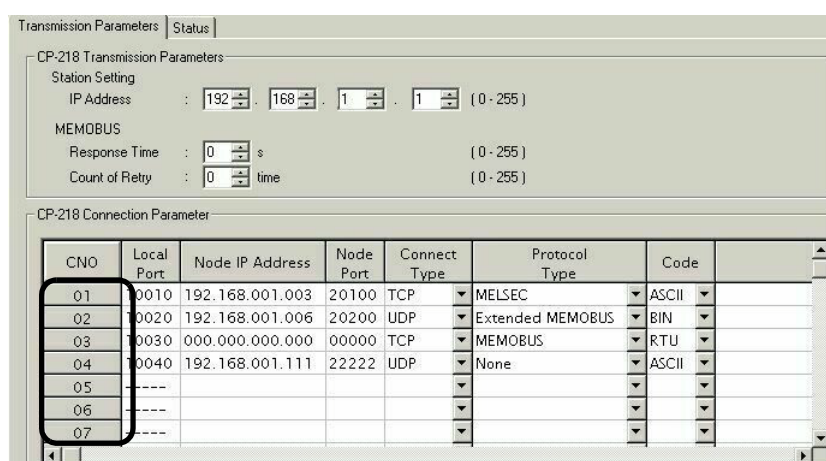 Transmission Parameters Status
CP-218 Transmission Parameters
Station Setting
IP Address : 192 . 168 . 1 . 1 ( 0 - 255 )
MEMOBUS
Response Time : 0 s ( 0 - 255 )
Count of Retry : 0 time ( 0 - 255 )
CP-218 Connection Parameter
CNO Local Port Node IP Address Node Port Connect Type Protocol Type Code
01 10010 192.168.001.003 20100 TCP MELSEC ASCII
02 10020 192.168.001.006 20200 UDP Extended MEMOBUS BIN
03 10030 000.000.000.000 00000 TCP MEMOBUS RTU
04 10040 192.168.001.111 22222 UDP None ASCII
05 -----
06 -----
07 -----